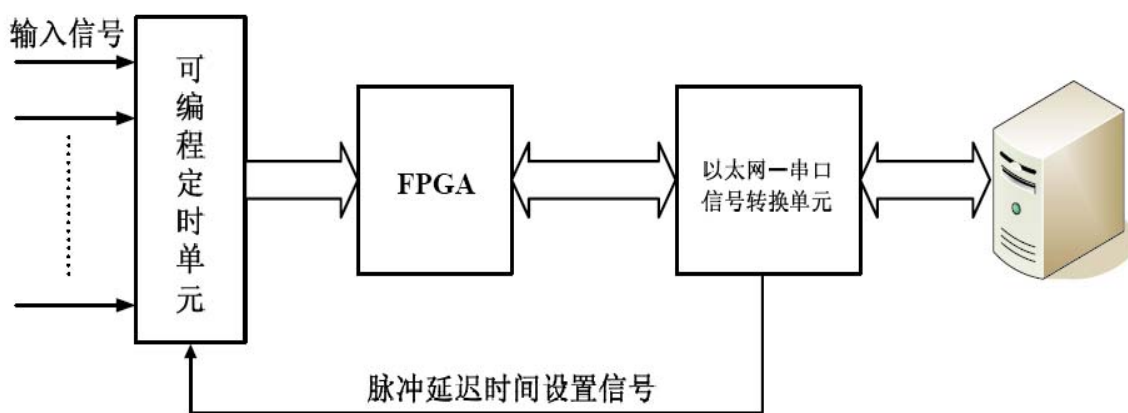 输入信号
可编程定时单元
FPGA
以太网一串口
信号转换单元
脉冲延迟时间设置信号